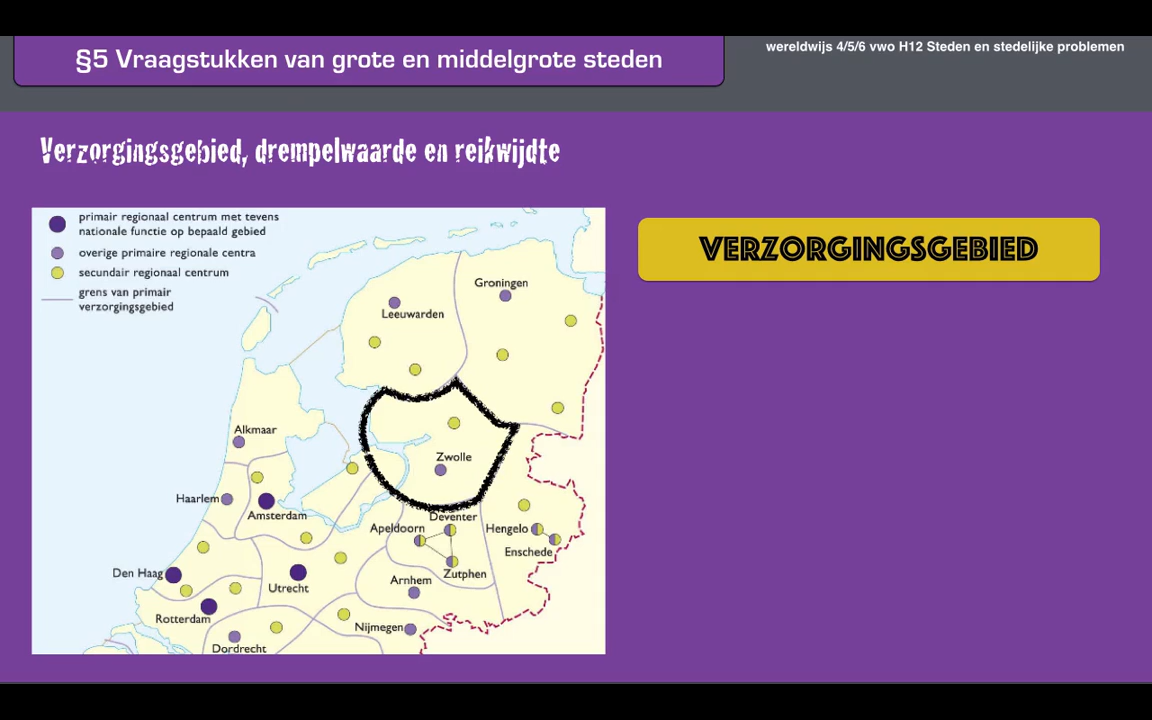 §5 Vraagstukken van grote en middelgrote steden
wereldwijs 4/5/6 vwo H12 Steden en stedelijke problemen
Verzorgingsgebied, drempelwaarde en reikwijdte
primair regionaal centrum met tevens
nationale functie op bepaald gebied
overige primaire regionale centra
secundair regionaal centrum
grens van primair
verzorgingsgebied
VERZORGINGSGEBIED
Groningen
Leeuwarden
Alkmaar
Zwolle
Haarlem
Amsterdam
Deventer
Apeldoorn
Hengelo
Enschede
Den Haag
Zutphen
Utrecht
Arnhem
Rotterdam
Nijmegen
Dordrecht